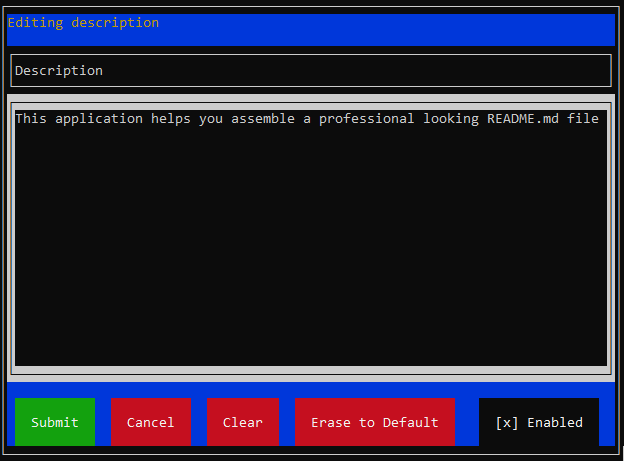 Editing description
Description
This application helps you assemble a professional looking README.md file
Submit Cancel Clear Erase to Default [x] Enabled